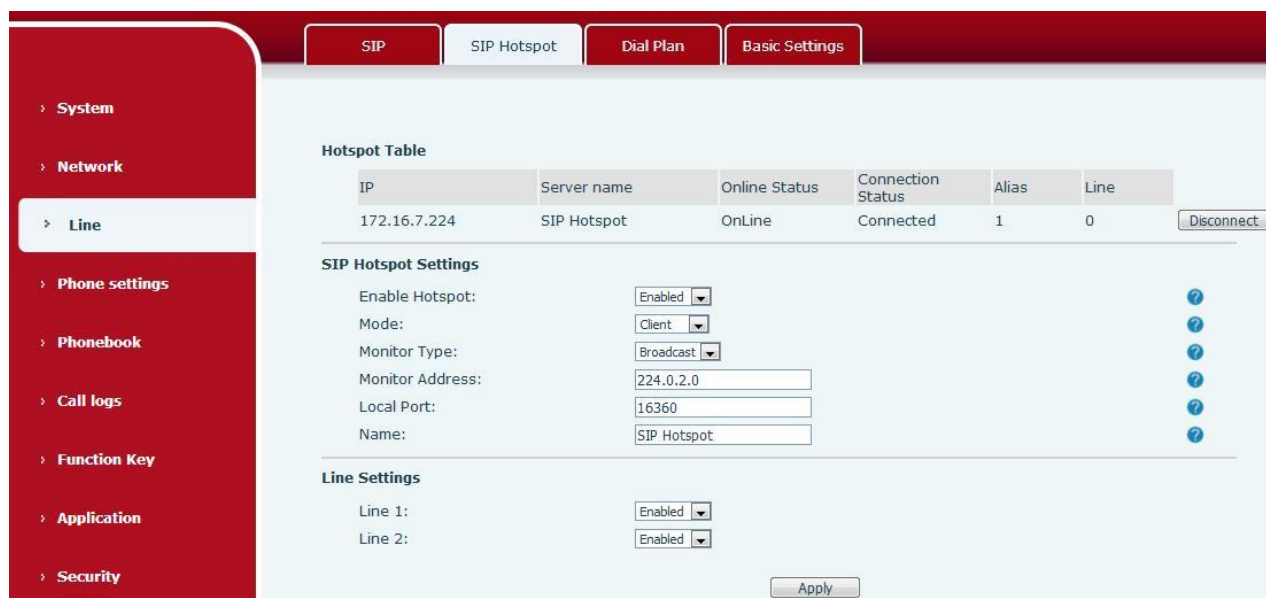 SIP SIP Hotspot Dial Plan Basic Settings
System
Network
Line
Phone settings
Phonebook
Call logs
Function Key
Application
Security
Hotspot Table
IP Server name Online Status Connection Status Alias Line
172.16.7.224 SIP Hotspot OnLine Connected 1 0 Disconnect
SIP Hotspot Settings
Enable Hotspot: Enabled
Mode: Client
Monitor Type: Broadcast
Monitor Address: 224.0.2.0
Local Port: 16360
Name: SIP Hotspot
Line Settings
Line 1: Enabled
Line 2: Enabled
Apply